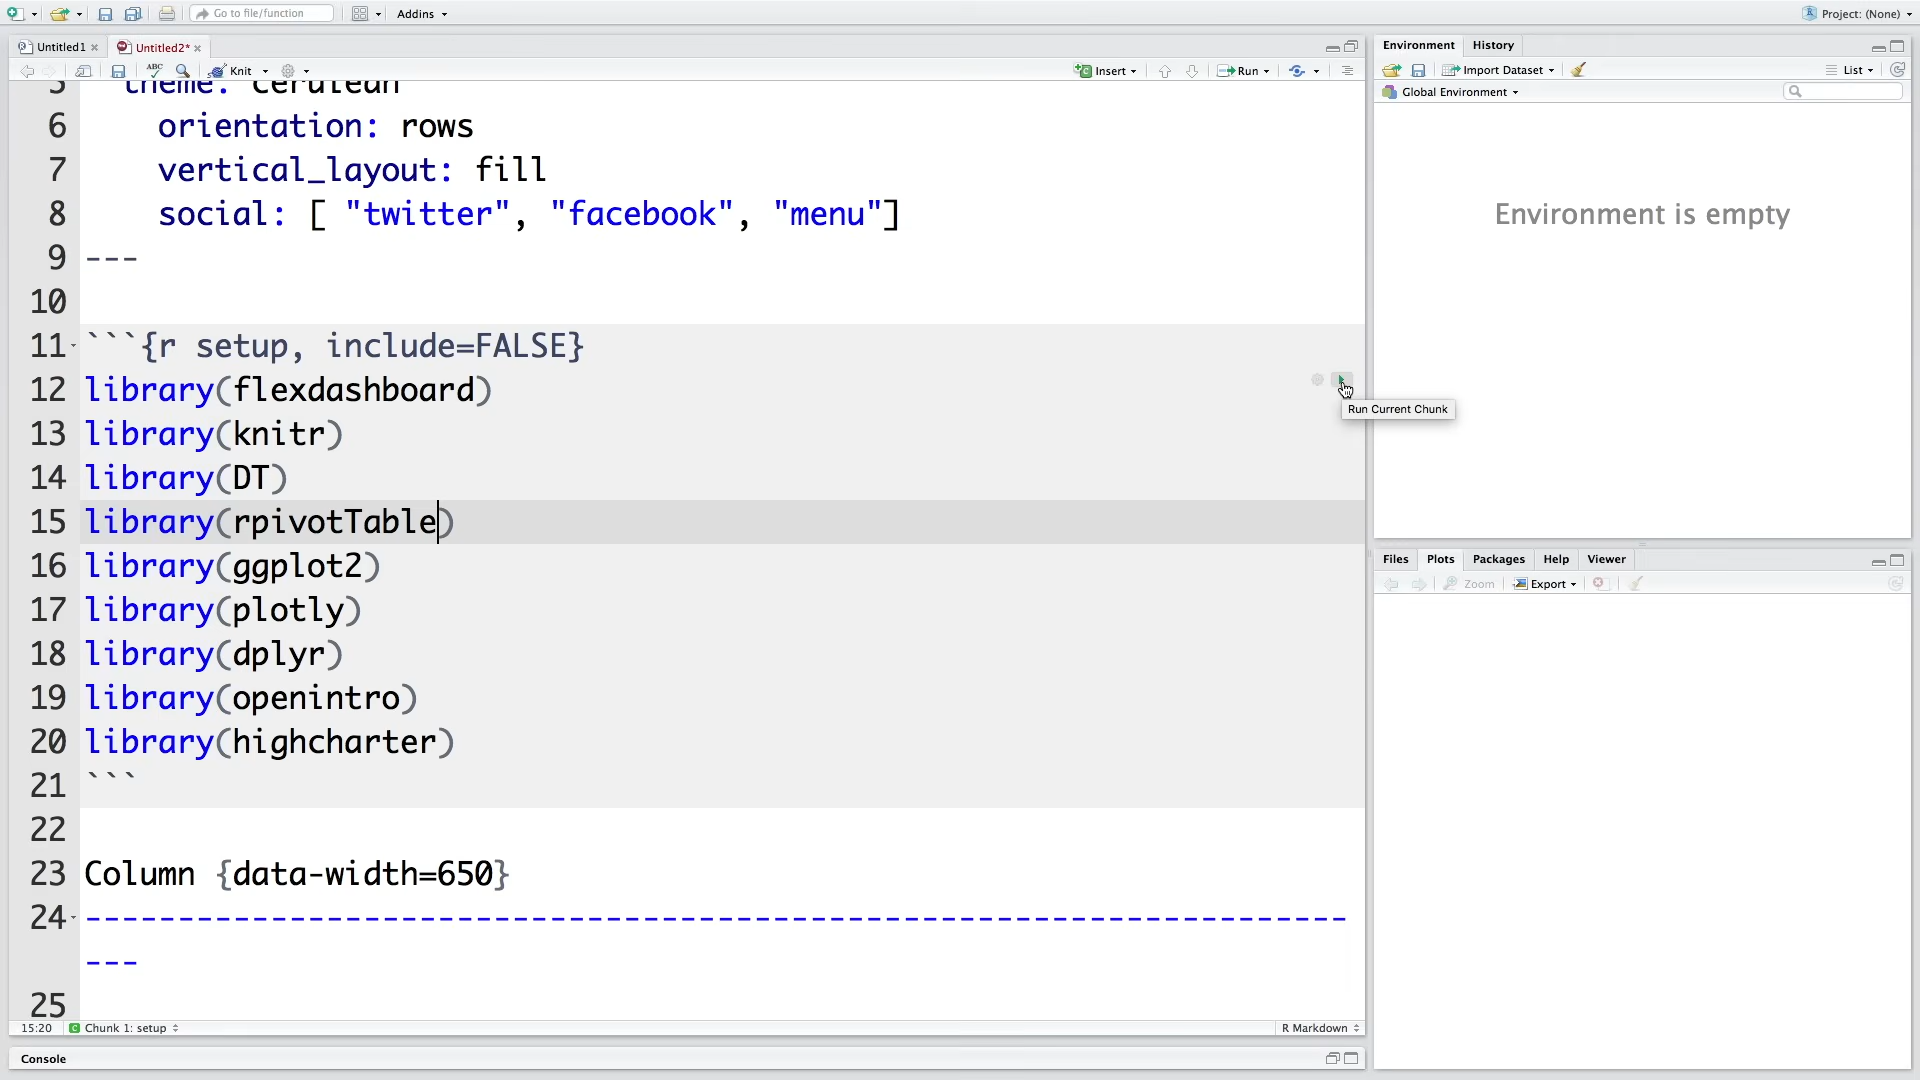 Go to file/function
Addins
Project: (None)
Untitled1
Untitled2*
Knit
Insert
Run
5 theme: cerulean
6 orientation: rows
7 vertical_layout: fill
8 social: [ "twitter", "facebook", "menu"]
9 ---
10
11 ```{r setup, include=FALSE}
12 library(flexdashboard)
13 library(knitr)
14 library(DT)
15 library(rpivotTable)
16 library(ggplot2)
17 library(plotly)
18 library(dplyr)
19 library(openintro)
20 library(highcharter)
21 ```
22
23 Column {data-width=650}
24 --------------------------------------------------------------------
---
25
15:20 Chunk 1: setup
R Markdown
Console
Run Current Chunk
Environment History
Import Dataset
List
Global Environment
Environment is empty
Files Plots Packages Help Viewer
Zoom Export